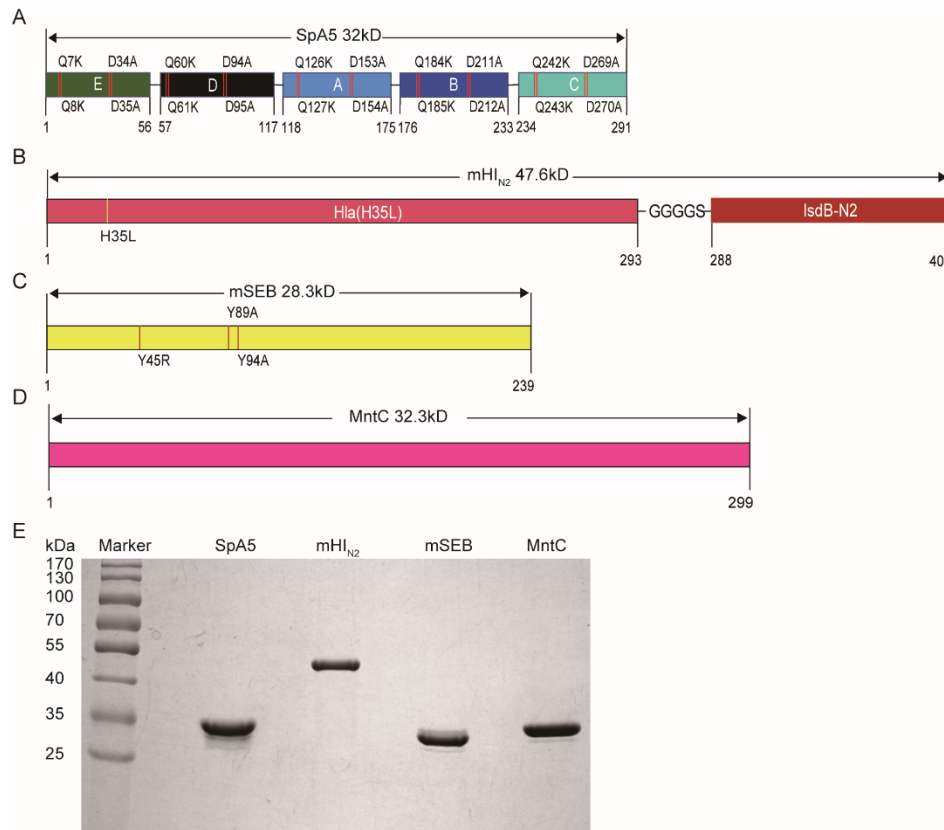 A
SpA5 32kD
Q7K D34A Q60K D94A Q126K D153A Q184K D211A Q242K D269A
E D A B C
Q8K D35A Q61K D95A Q127K D154A Q185K D212A Q243K D270A
1 56 57 117 118 175 176 233 234 291
B
mHI_N2 47.6kD
Hla(H35L) GGGGS IsdB-N2
H35L
1 293 288 40
C
mSEB 28.3kD
Y89A
Y45R Y94A
1 239
D
MntC 32.3kD
1 299
E
kDa Marker SpA5 mHI_N2 mSEB MntC
170
130
100
70
55
40
35
25